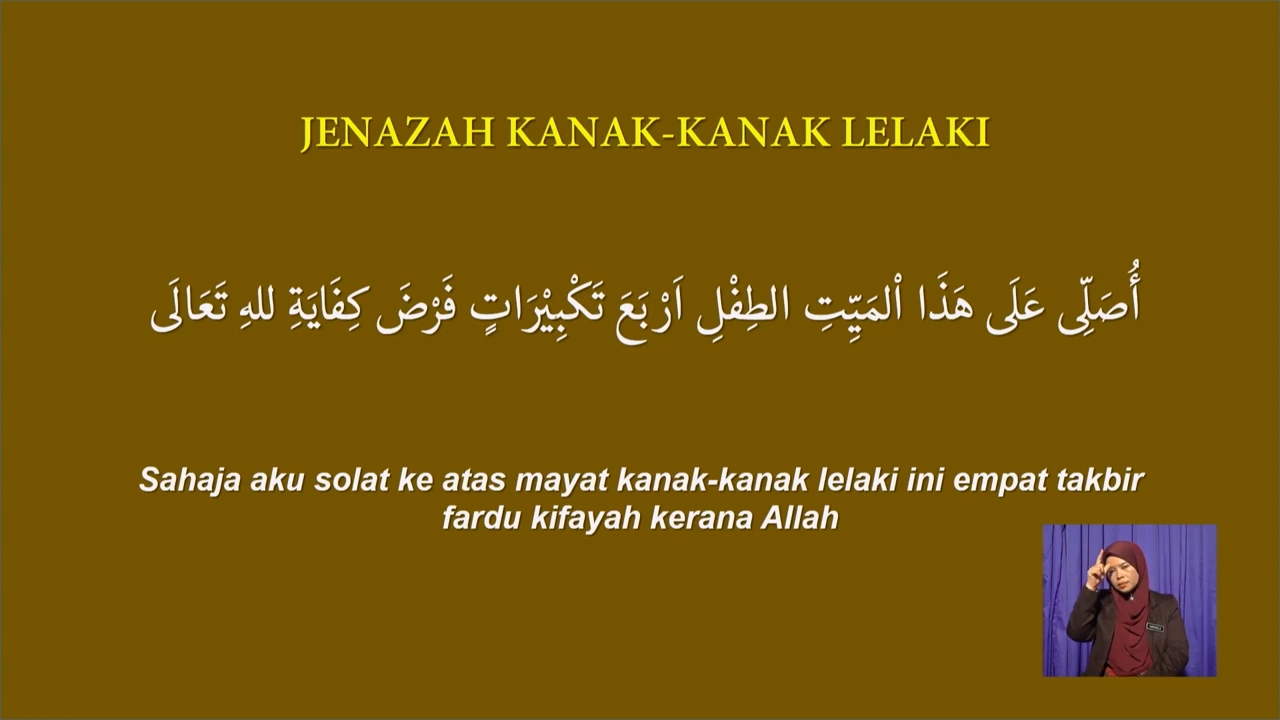 JENAZAH KANAK-KANAK LELAKI
أُصَلِّى عَلَى هَذَا اْلمَيِّتِ الطِفْلِ اَرْبَعَ تَكْبِيْرَاتٍ فَرْضَ كِفَايَةِ للهِ تَعَالَى
Sahaja aku solat ke atas mayat kanak-kanak lelaki ini empat takbir
fardu kifayah kerana Allah